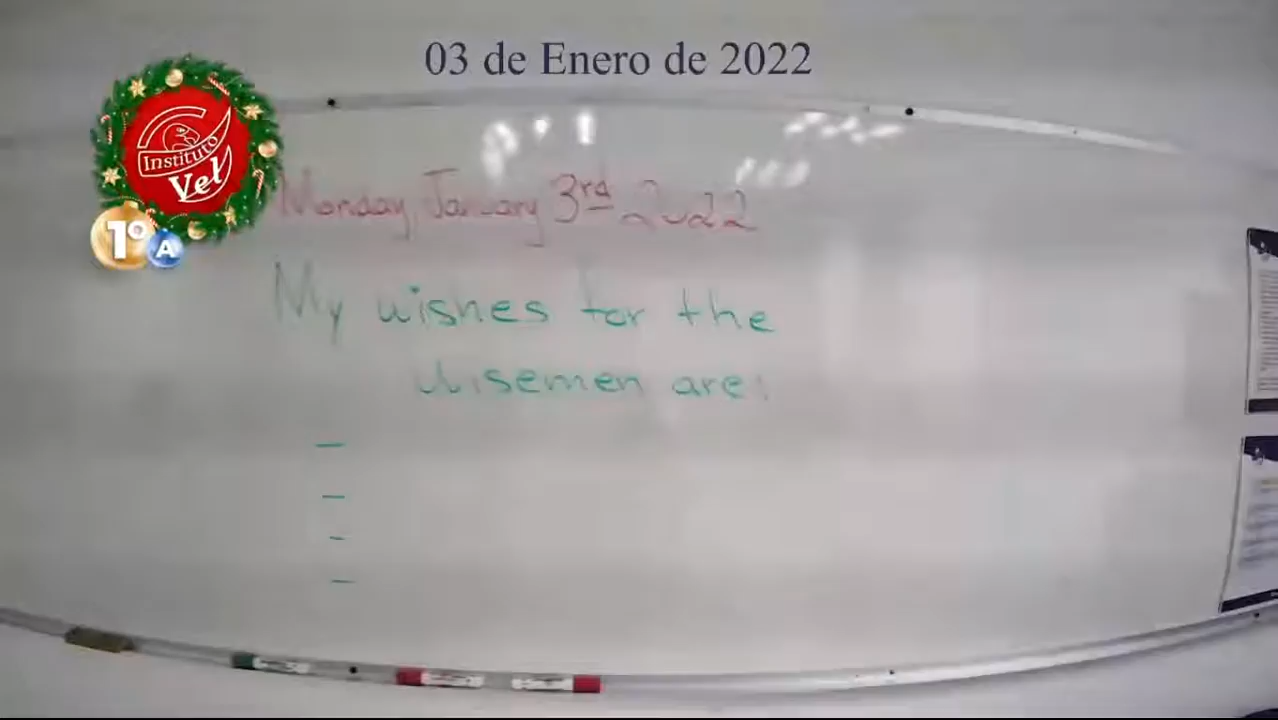 03 de Enero de 2022
Instituto
Vel
1º
A
Monday January 3rd 2022
My wishes for the
wisemen are:
-
-
-
-